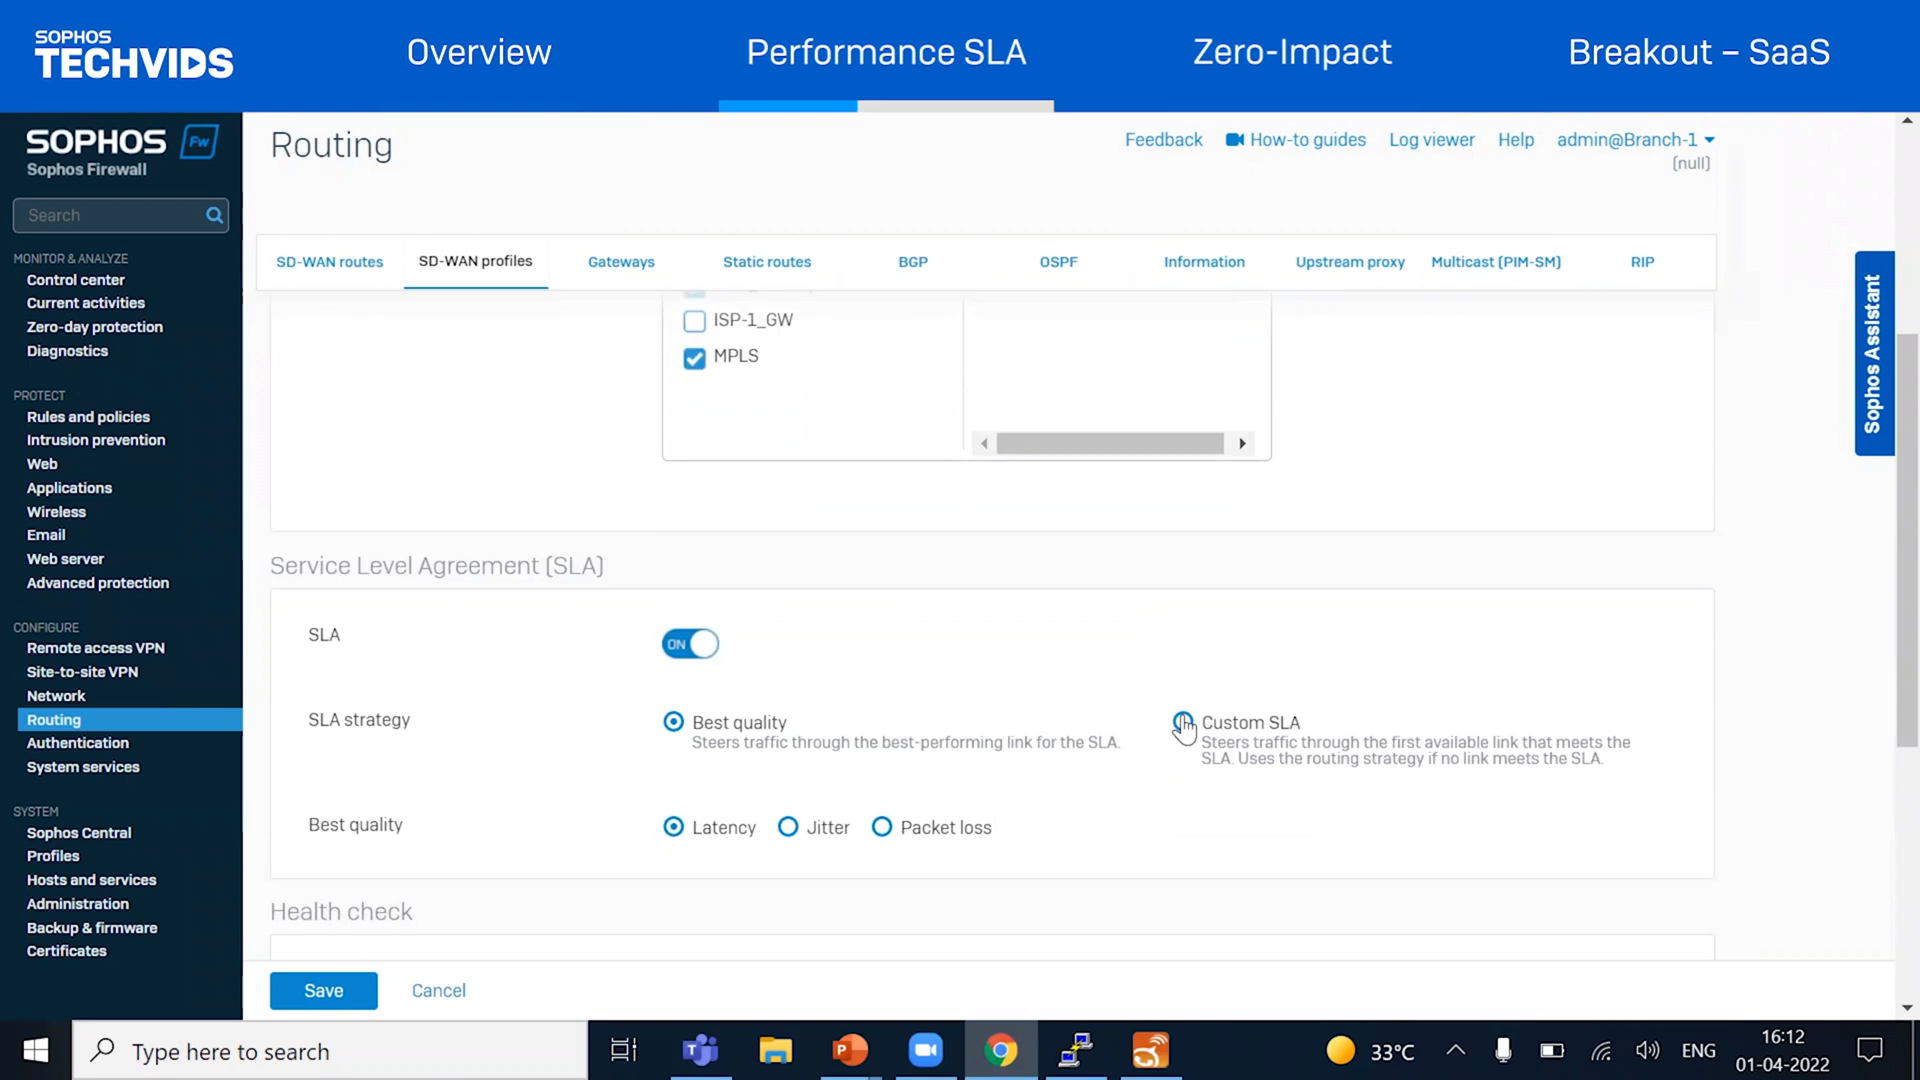 SOPHOS
TECHVIDS
Overview
Performance SLA
Zero-Impact
Breakout – SaaS
SOPHOS Fw
Sophos Firewall
Search
MONITOR & ANALYZE
Control center
Current activities
Zero-day protection
Diagnostics
PROTECT
Rules and policies
Intrusion prevention
Web
Applications
Wireless
Email
Web server
Advanced protection
CONFIGURE
Remote access VPN
Site-to-site VPN
Network
Routing
Authentication
System services
SYSTEM
Sophos Central
Profiles
Hosts and services
Administration
Backup & firmware
Certificates
Routing
Feedback
How-to guides
Log viewer
Help
admin@Branch-1
(null)
SD-WAN routes
SD-WAN profiles
Gateways
Static routes
BGP
OSPF
Information
Upstream proxy
Multicast (PIM-SM)
RIP
ISP-1_GW
MPLS
Service Level Agreement (SLA)
SLA
ON
SLA strategy
Best quality
Steers traffic through the best-performing link for the SLA.
Custom SLA
Steers traffic through the first available link that meets the
SLA. Uses the routing strategy if no link meets the SLA.
Best quality
Latency
Jitter
Packet loss
Health check
Save
Cancel
Sophos Assistant
Type here to search
33°C
ENG
16:12
01-04-2022